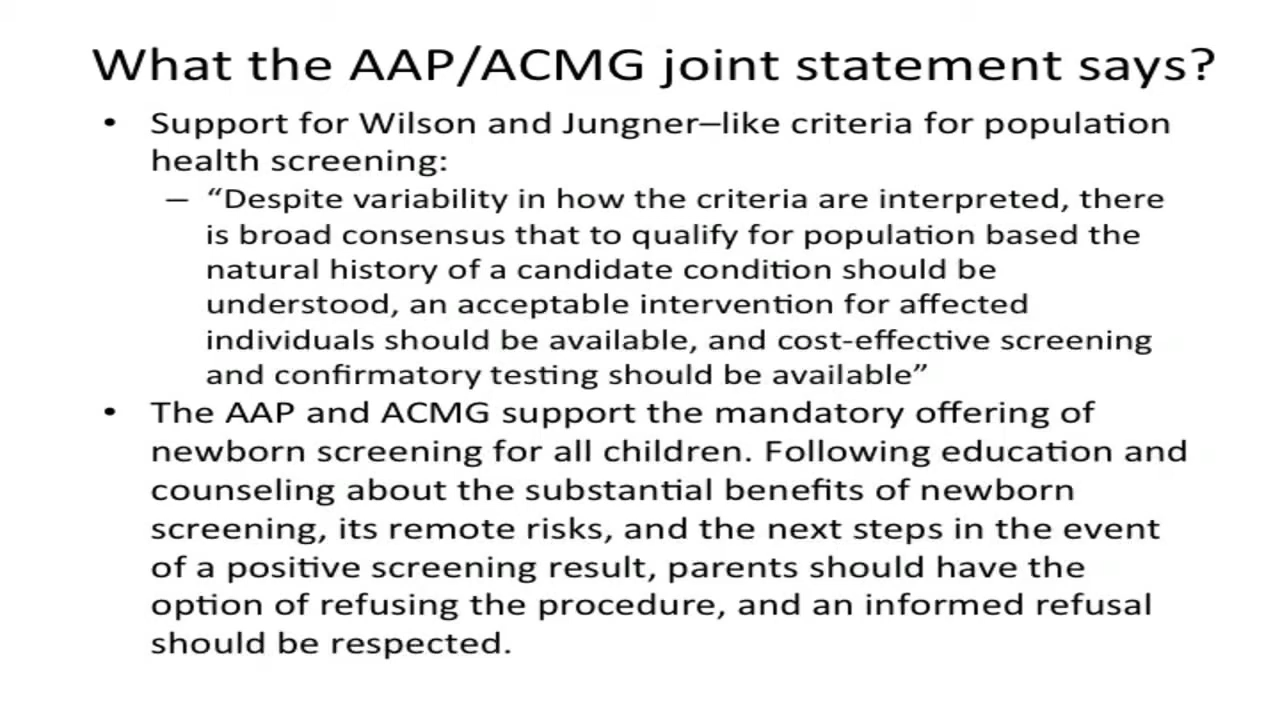 What the AAP/ACMG joint statement says?
• Support for Wilson and Jungner–like criteria for population
health screening:
– “Despite variability in how the criteria are interpreted, there
is broad consensus that to qualify for population based the
natural history of a candidate condition should be
understood, an acceptable intervention for affected
individuals should be available, and cost-effective screening
and confirmatory testing should be available”
• The AAP and ACMG support the mandatory offering of
newborn screening for all children. Following education and
counseling about the substantial benefits of newborn
screening, its remote risks, and the next steps in the event
of a positive screening result, parents should have the
option of refusing the procedure, and an informed refusal
should be respected.